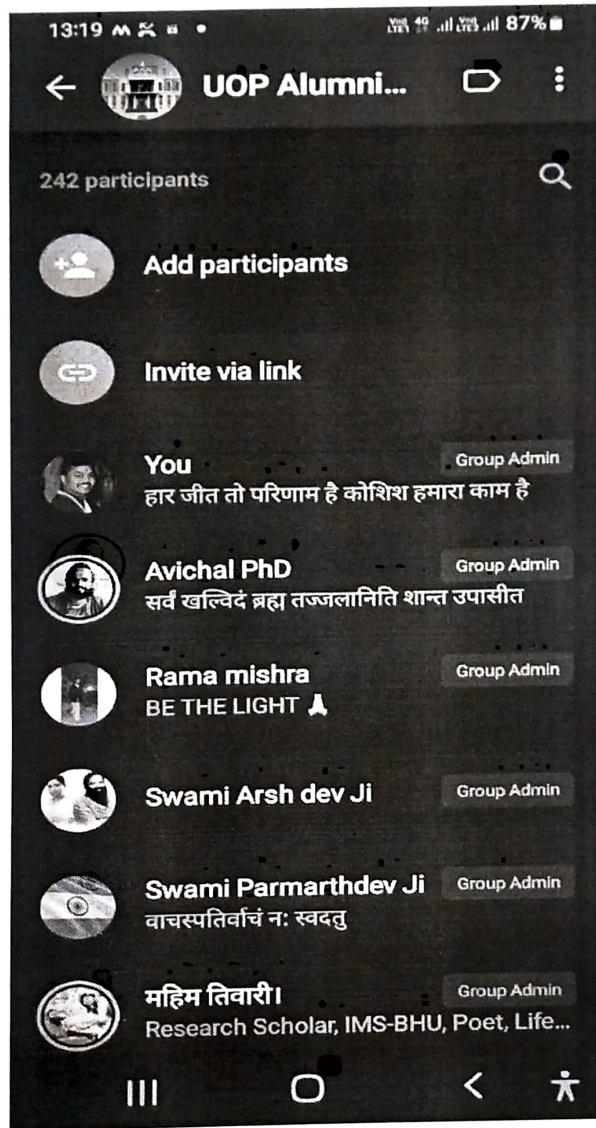 13:19
87%
UOP Alumni...
242 participants
Add participants
Invite via link
You
Group Admin
हार जीत तो परिणाम है कोशिश हमारा काम है
Avichal PhD
Group Admin
सर्वं खल्विदं ब्रह्म तज्जलानिति शान्त उपासीत
Rama mishra
Group Admin
BE THE LIGHT 🙏
Swami Arsh dev Ji
Group Admin
Swami Parmarthdev Ji
Group Admin
वाचस्पतिर्वाचं न: स्वदतु
महिम तिवारी।
Group Admin
Research Scholar, IMS-BHU, Poet, Life...